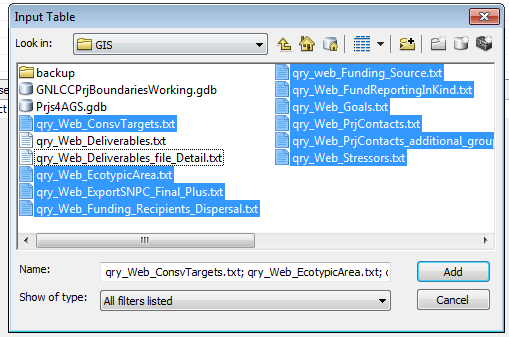 Input Table
Look in: GIS
backup
GNLCCPrjBoundariesWorking.gdb
Prjs4AGS.gdb
qry_Web_ConsvTargets.txt
qry_Web_Deliverables.txt
qry_Web_Deliverables_file_Detail.txt
qry_Web_EcotypicArea.txt
qry_Web_ExportSNPC_Final_Plus.txt
qry_Web_Funding_Recipients_Dispersal.txt
qry_web_Funding_Source.txt
qry_Web_FundReportingInKind.txt
qry_Web_Goals.txt
qry_Web_PrjContacts.txt
qry_Web_PrjContacts_additional_group
qry_Web_Stressors.txt
Name: qry_Web_ConsvTargets.txt; qry_Web_EcotypicArea.txt; Add
Show of type: All filters listed Cancel